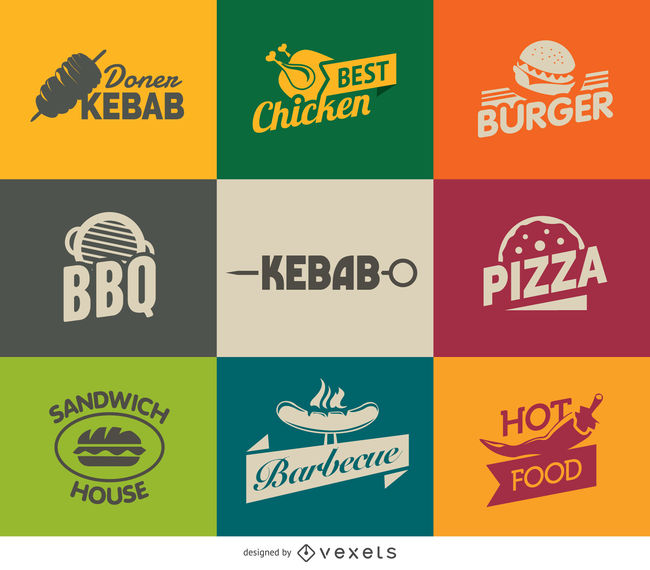 Doner
KEBAB
BEST
Chicken
BURGER
BBQ
KEBAB
PIZZA
SANDWICH
HOUSE
Barbecue
HOT
FOOD
designed by vexels